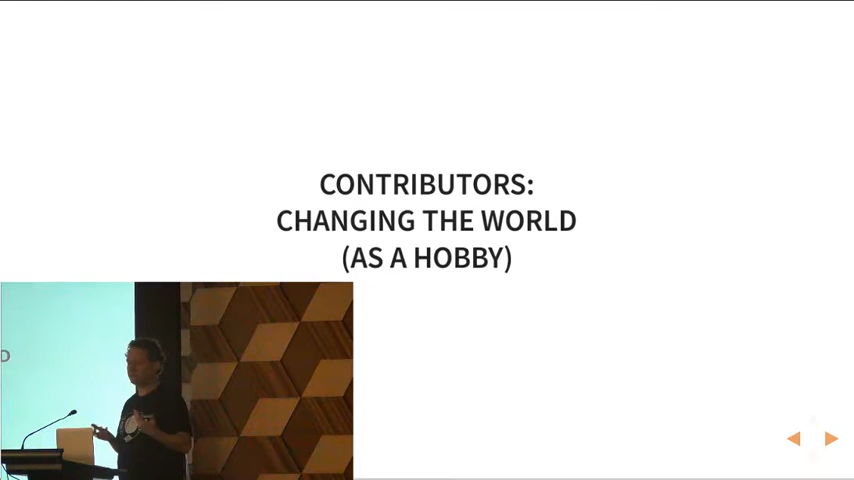 CONTRIBUTORS:
CHANGING THE WORLD
(AS A HOBBY)
D